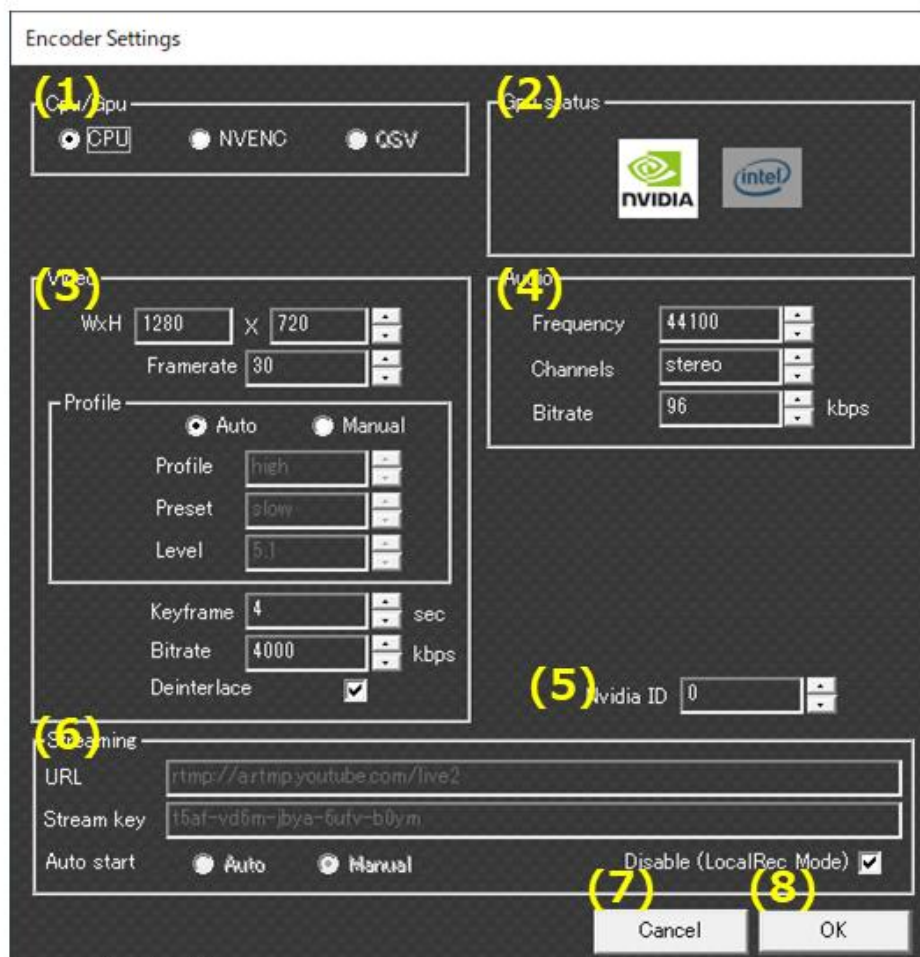 Encoder Settings
(1) (2)
Cpu/Gpu Gpu status
CPU NVENC QSV
NVIDIA intel
(3) (4)
Video Audio
WxH 1280 X 720 Frequency 44100
Framerate 30 Channels stereo
Profile Bitrate 96 kbps
Auto Manual
Profile high
Preset slow
Level 5.1
Keyframe 4 sec
Bitrate 4000 kbps
Deinterlace (5) Nvidia ID 0
(6)
Streaming
URL rtmp://a.rtmp.youtube.com/live2
Stream key t5af-vd6m-jbya-6ufv-b0ym
Auto start Auto Manual Disable (LocalRec Mode)
(7) (8)
Cancel OK